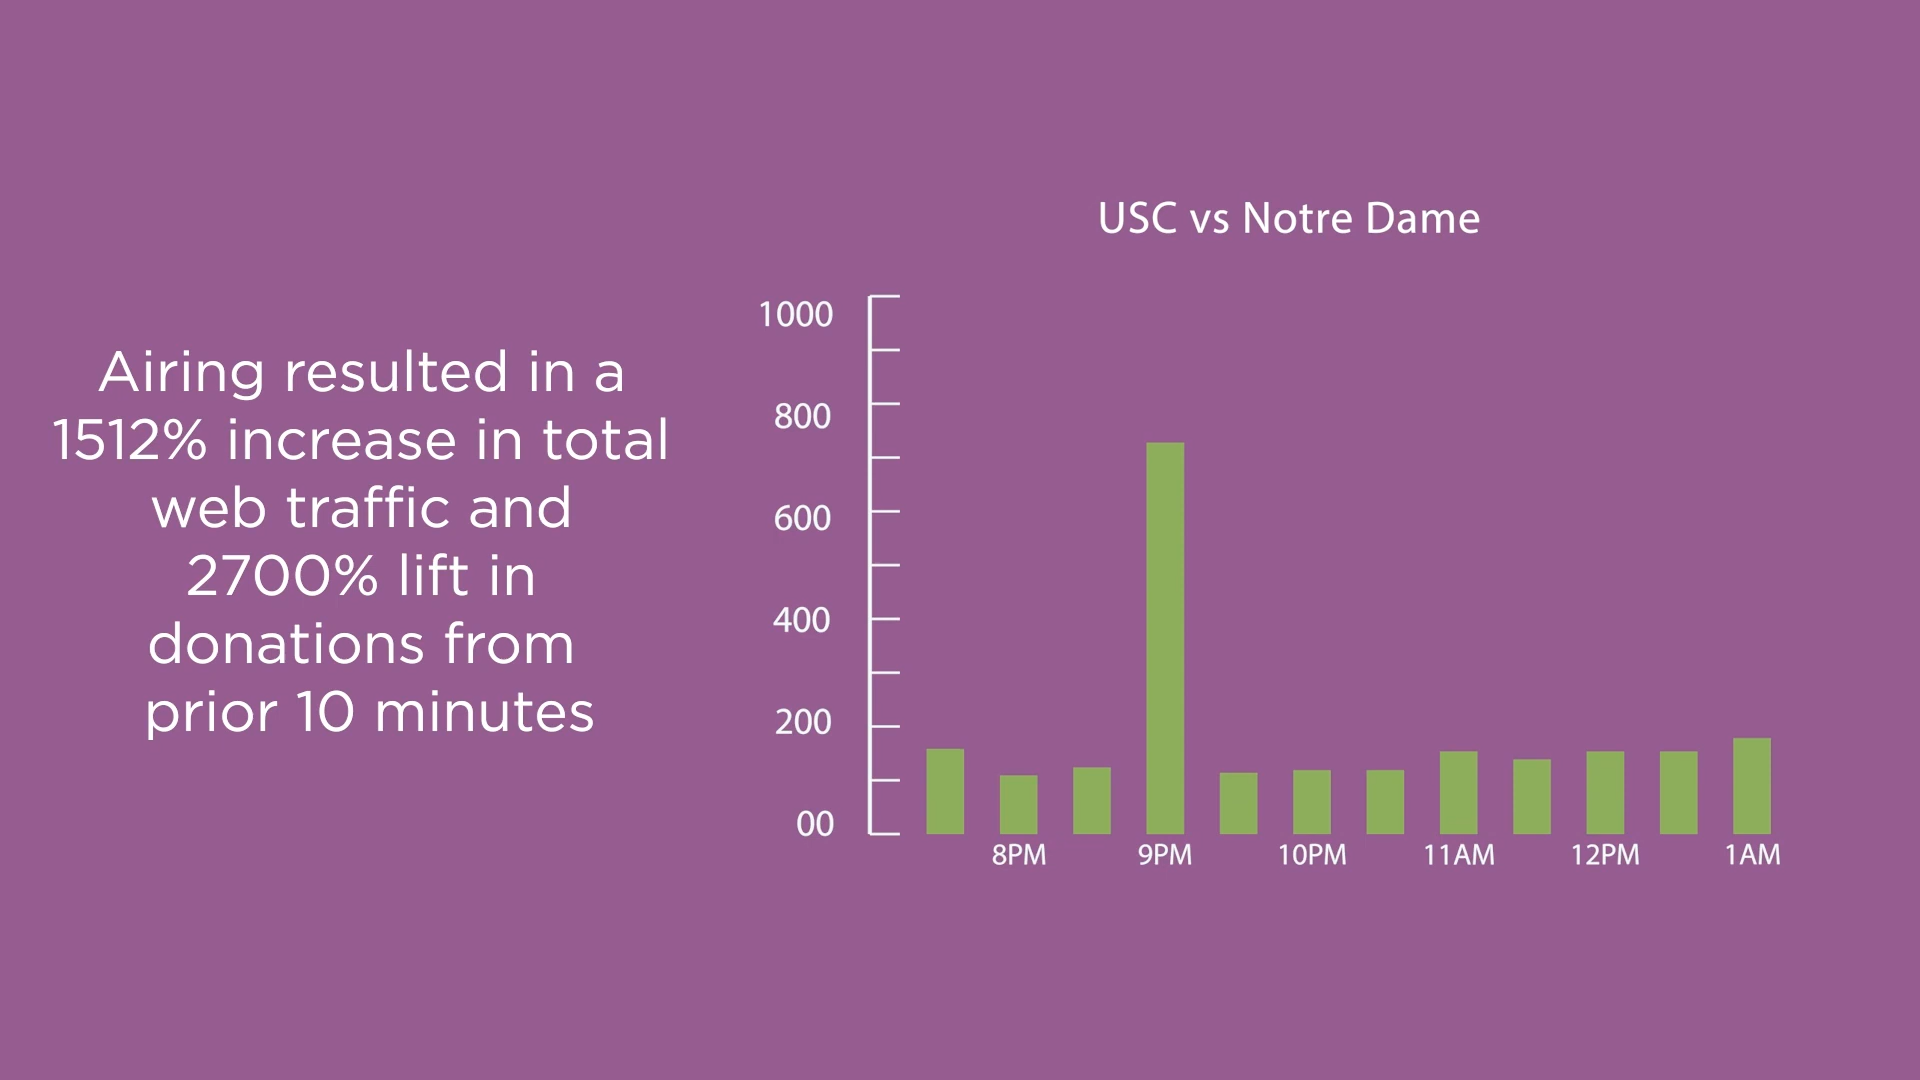 Airing resulted in a
1512% increase in total
web traffic and
2700% lift in
donations from
prior 10 minutes
USC vs Notre Dame
1000
800
600
400
200
00
8PM 9PM 10PM 11AM 12PM 1AM